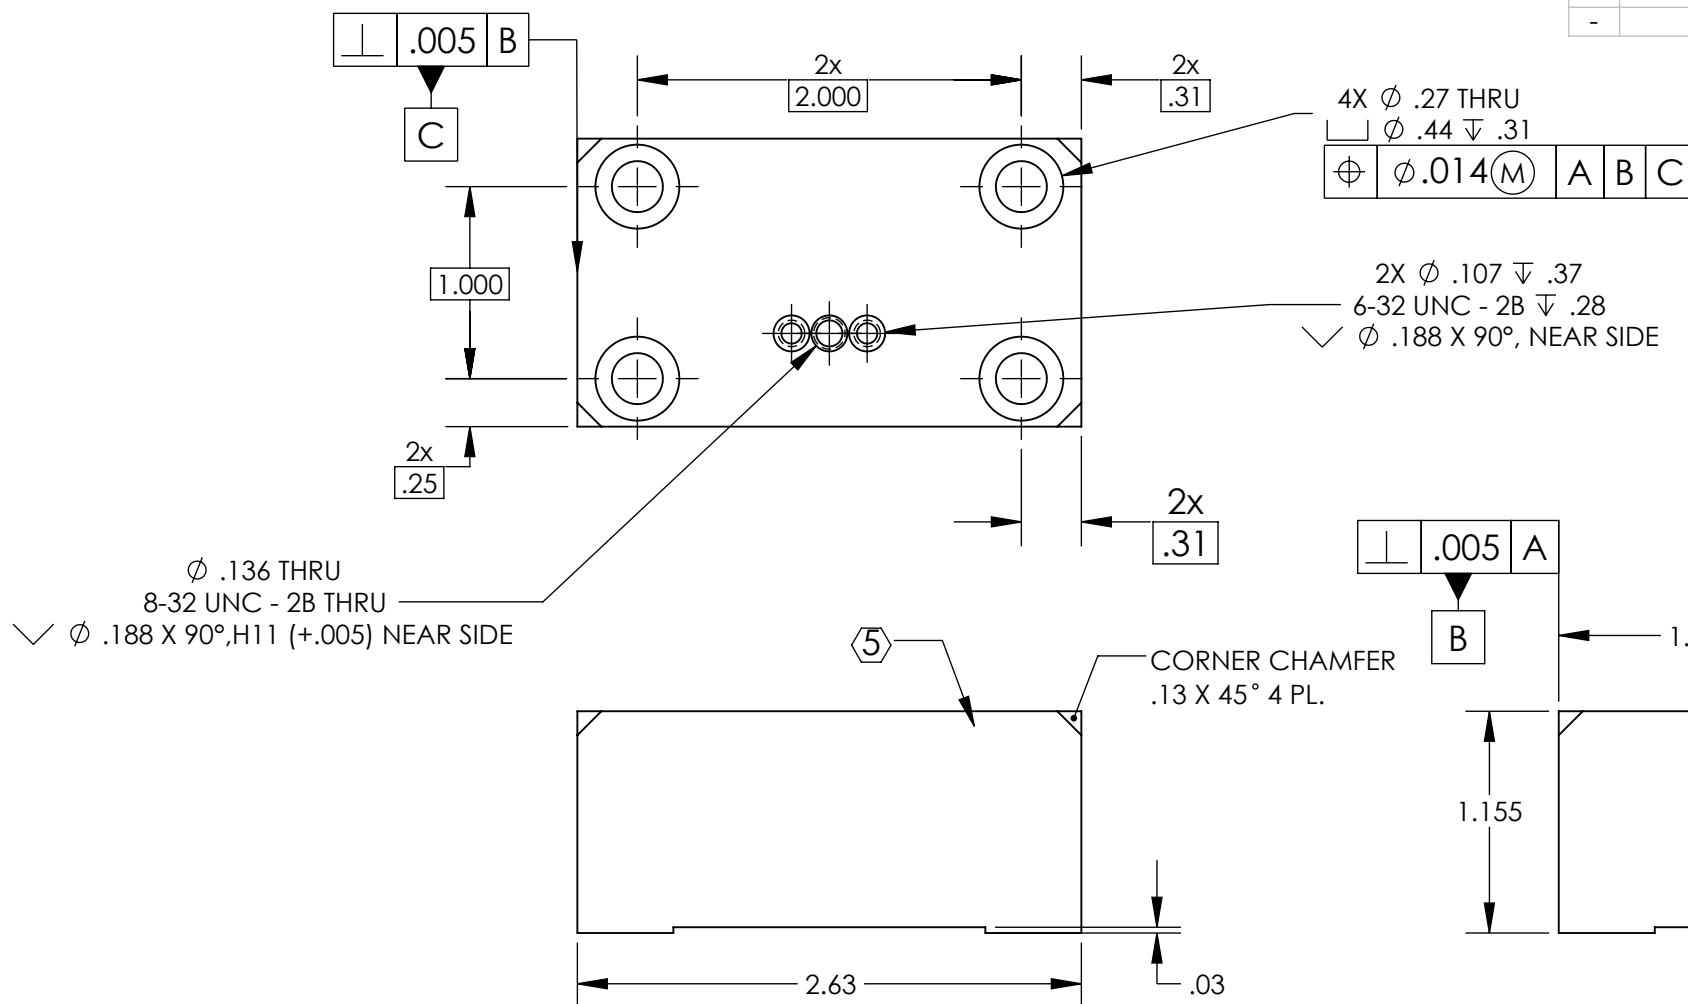 -
⟂ .005 B
C
2x
2.000
2x
.31
4X ⌀ .27 THRU
⌴ ⌀ .44 ↧ .31
⌖ ⌀.014Ⓜ A B C
1.000
2X ⌀ .107 ↧ .37
6-32 UNC - 2B ↧ .28
⌵ ⌀ .188 X 90°, NEAR SIDE
2x
.25
2x
.31
⌀ .136 THRU
8-32 UNC - 2B THRU
⌵ ⌀ .188 X 90°,H11 (+.005) NEAR SIDE
⟂ .005 A
B
1.
5
CORNER CHAMFER
.13 X 45° 4 PL.
1.155
2.63
.03